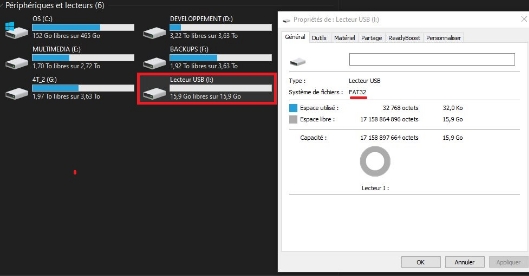 Périphériques et lecteurs (6)
OS (C:)
152 Go libres sur 465 Go
DEVELOPPEMENT (D:)
3,22 To libres sur 3,63 To
MULTIMEDIA (E:)
1,70 To libres sur 2,72 To
BACKUPS (F:)
1,92 To libres sur 3,63 To
4T_2 (G:)
1,97 To libres sur 3,63 To
Lecteur USB (I:)
15,9 Go libres sur 15,9 Go
Propriétés de : Lecteur USB (I:)
Général Outils Matériel Partage ReadyBoost Personnaliser
Type : Lecteur USB
Système de fichiers : FAT32
Espace utilisé : 32 768 octets 32,0 Ko
Espace libre : 17 158 864 896 octets 15,9 Go
Capacité : 17 158 897 664 octets 15,9 Go
Lecteur I :
OK Annuler Appliquer